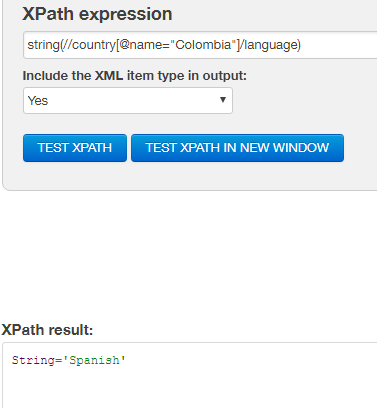 XPath expression
string(//country[@name="Colombia"]/language)
Include the XML item type in output:
Yes
TEST XPATH TEST XPATH IN NEW WINDOW
XPath result:
String='Spanish'